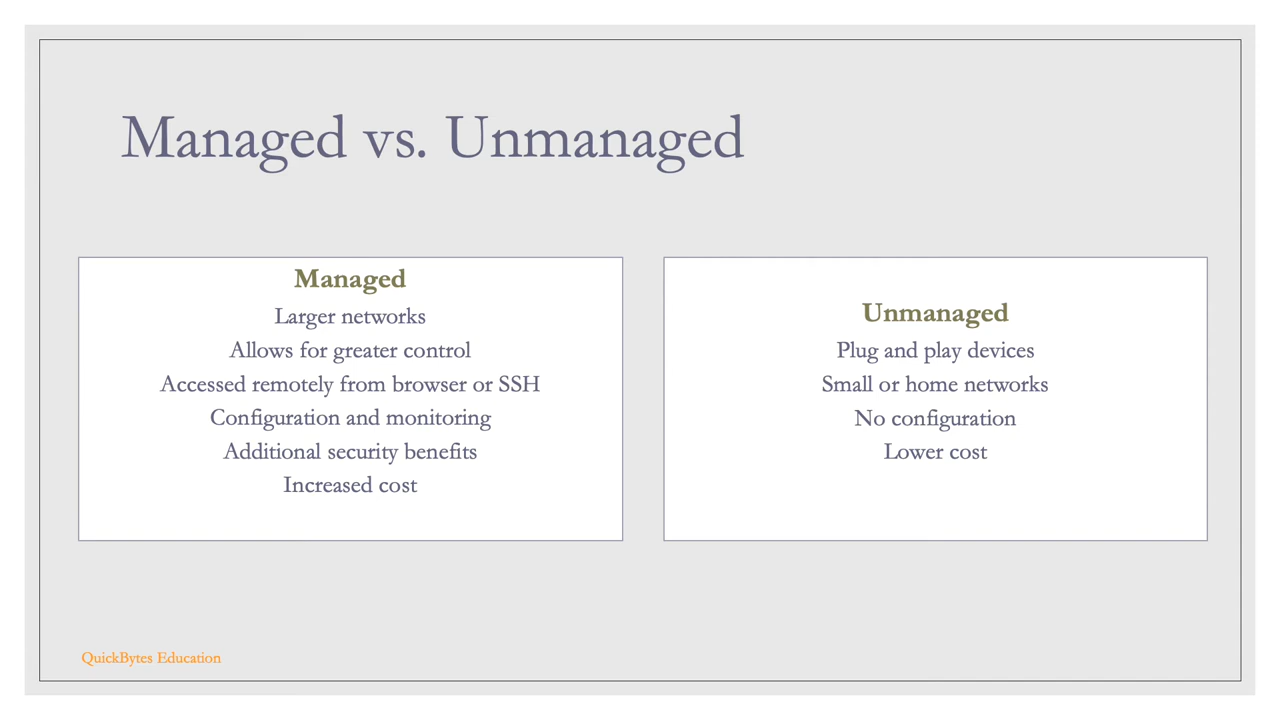 Managed vs. Unmanaged
Managed
Larger networks
Allows for greater control
Accessed remotely from browser or SSH
Configuration and monitoring
Additional security benefits
Increased cost
Unmanaged
Plug and play devices
Small or home networks
No configuration
Lower cost
QuickBytes Education